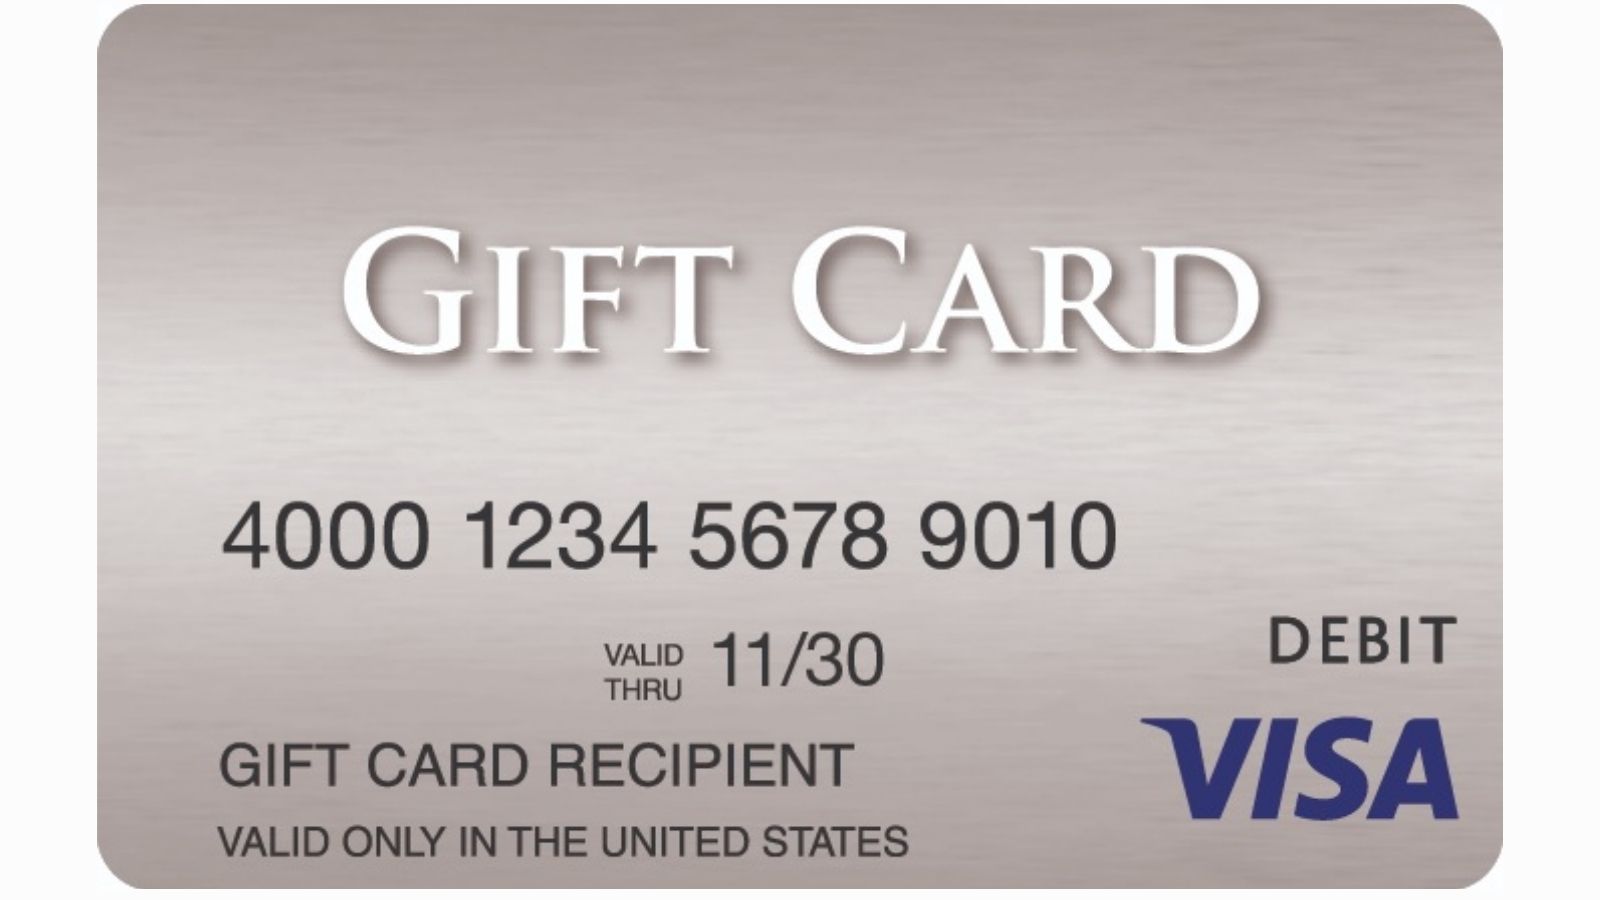 GIFT CARD
4000 1234 5678 9010
VALID THRU 11/30
DEBIT
GIFT CARD RECIPIENT
VISA
VALID ONLY IN THE UNITED STATES